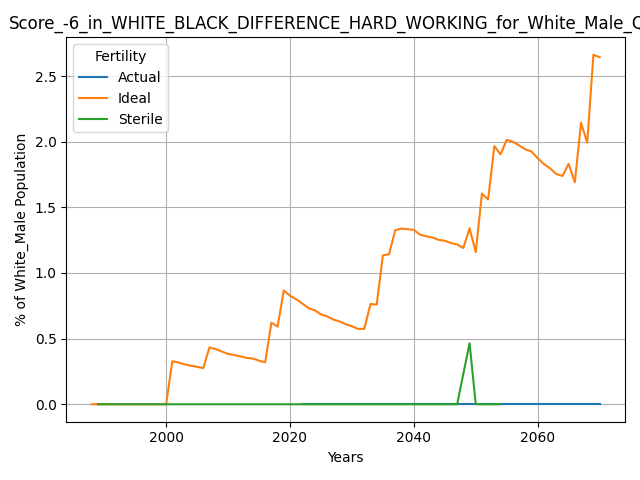 Score_-6_in_WHITE_BLACK_DIFFERENCE_HARD_WORKING_for_White_Male_
Fertility
Actual
Ideal
Sterile
% of White_Male Population
2.5
2.0
1.5
1.0
0.5
0.0
2000 2020 2040 2060
Years